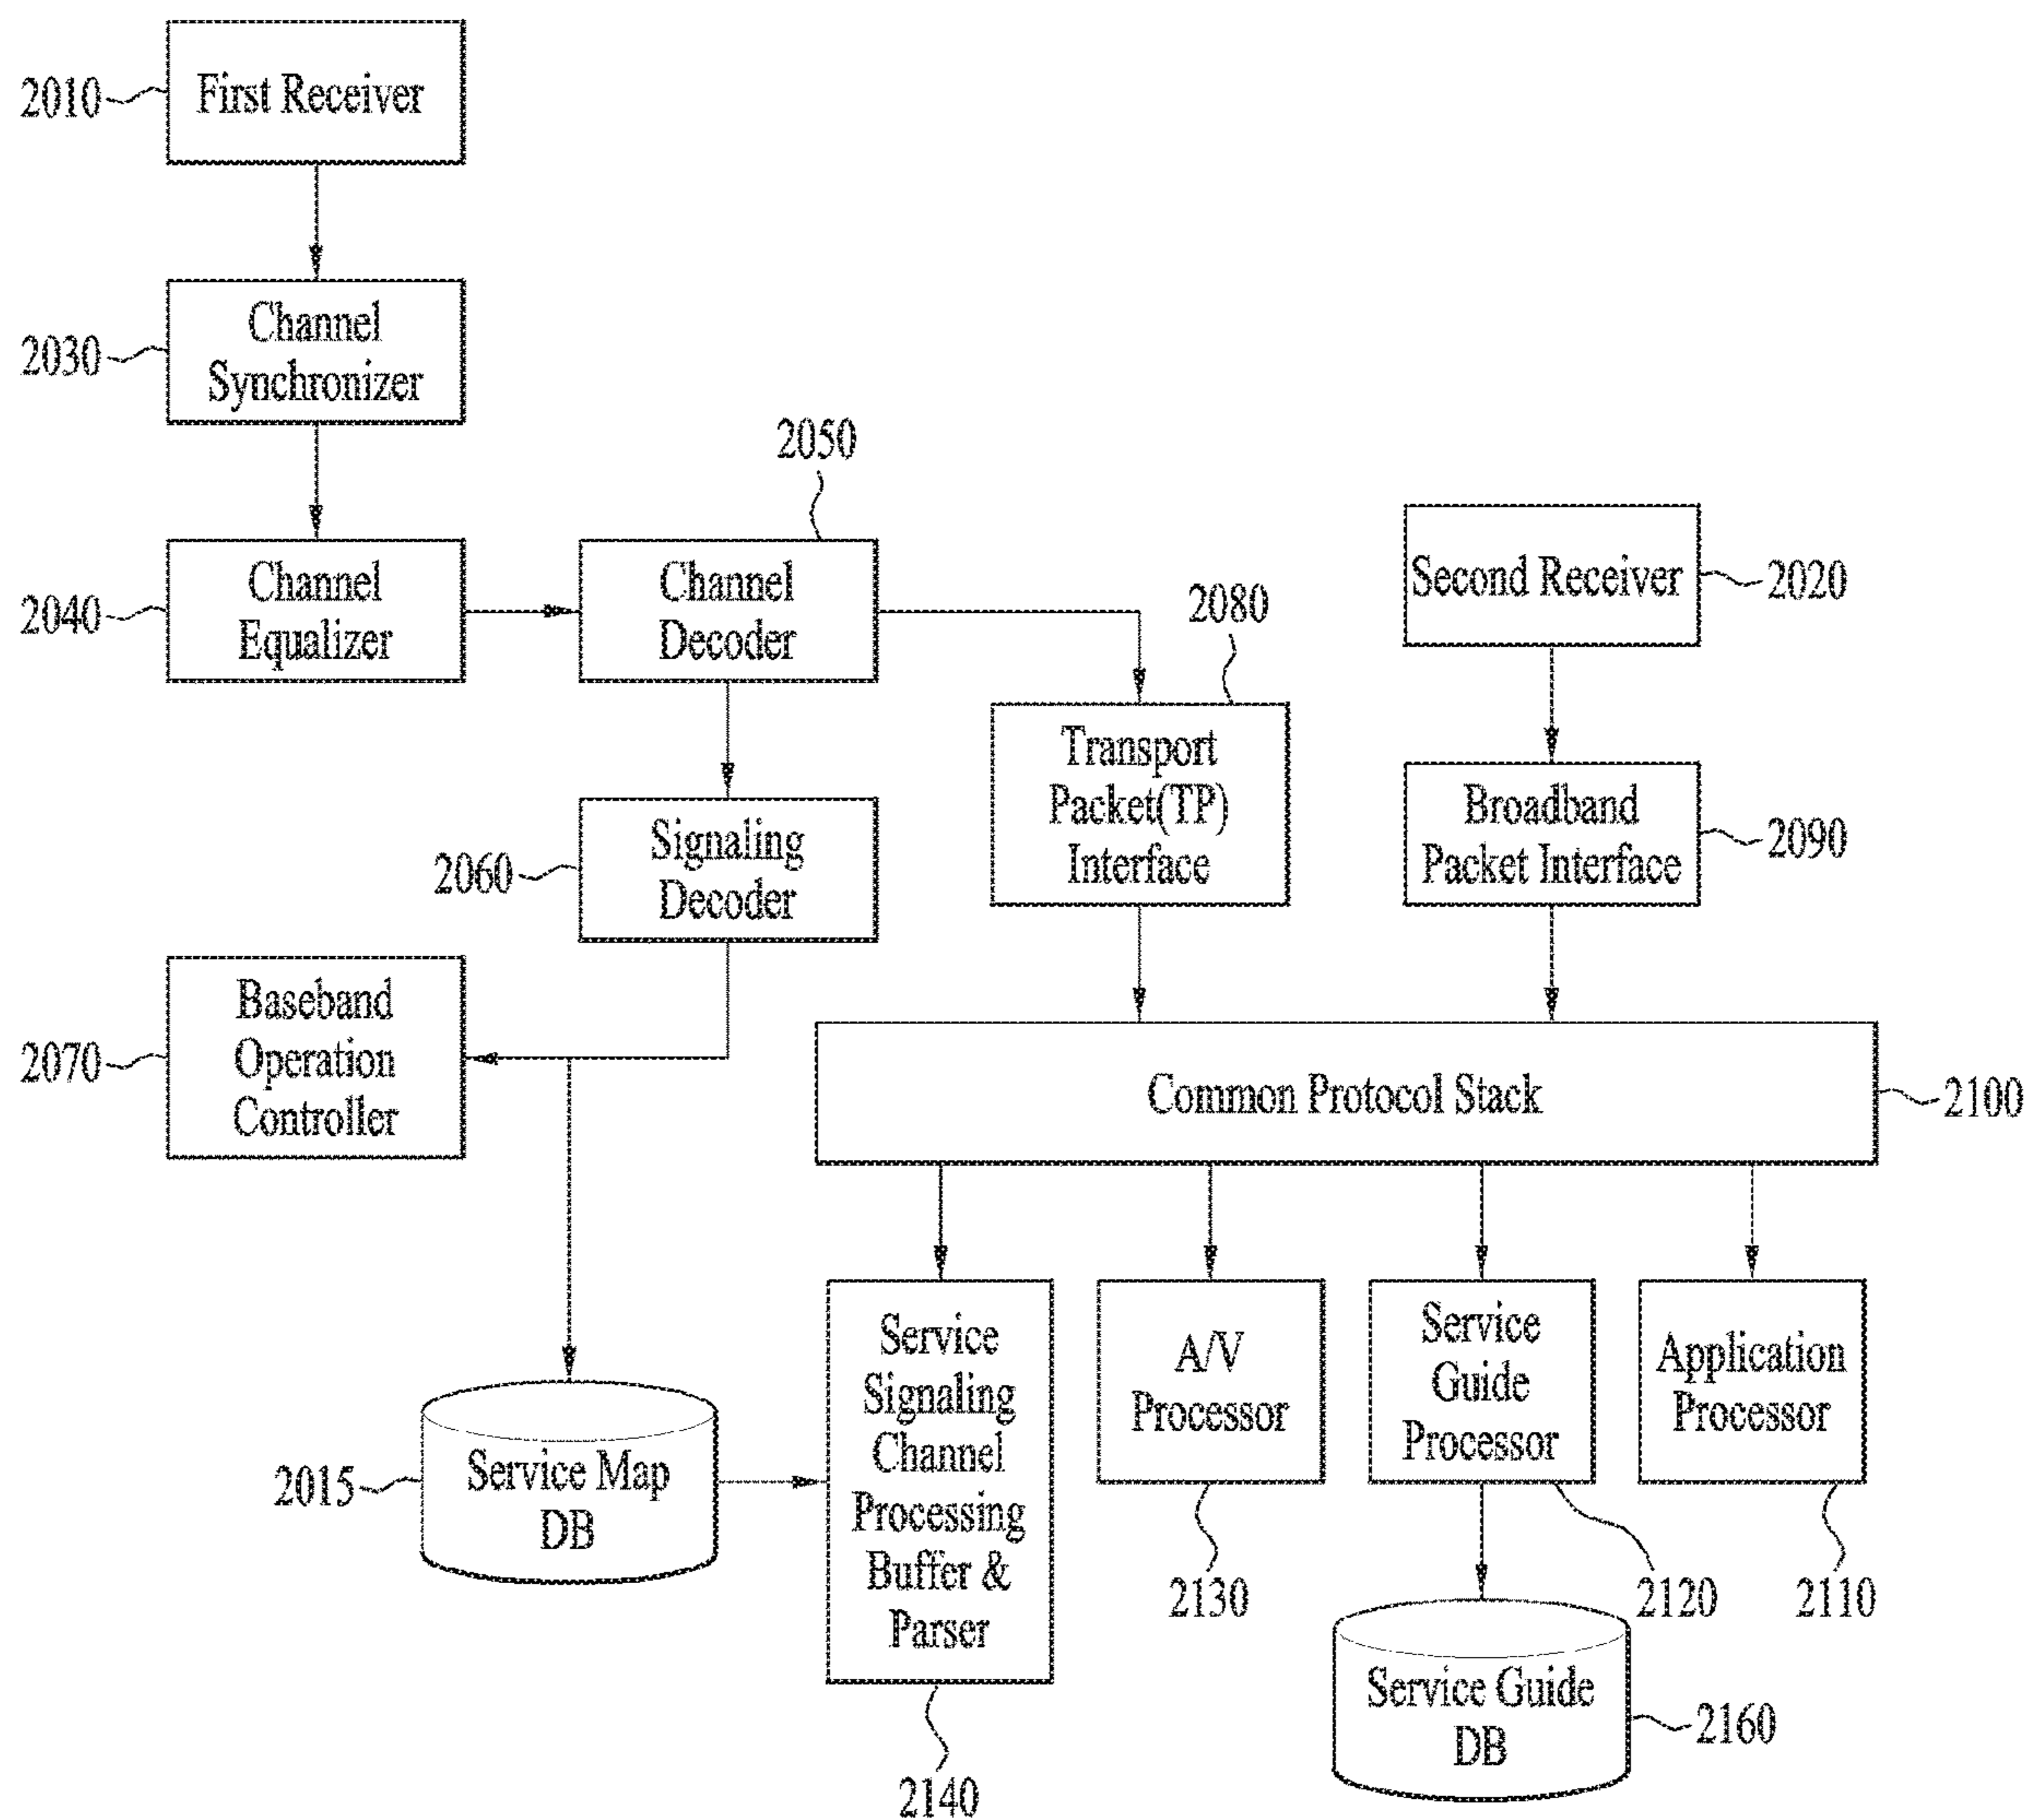 2010
First Receiver
2030
Channel
Synchronizer
2050
2040
Channel
Equalizer
Channel
Decoder
2080
Second Receiver
2020
2060
Signaling
Decoder
Transport
Packet(TP)
Interface
Broadband
Packet Interface
2090
2070
Baseband
Operation
Controller
Common Protocol Stack
2100
2015
Service Map
DB
Service
Signaling
Channel
Processing
Buffer &
Parser
A/V
Processor
Service
Guide
Processor
Application
Processor
2130
2120
2110
2140
Service Guide
DB
2160